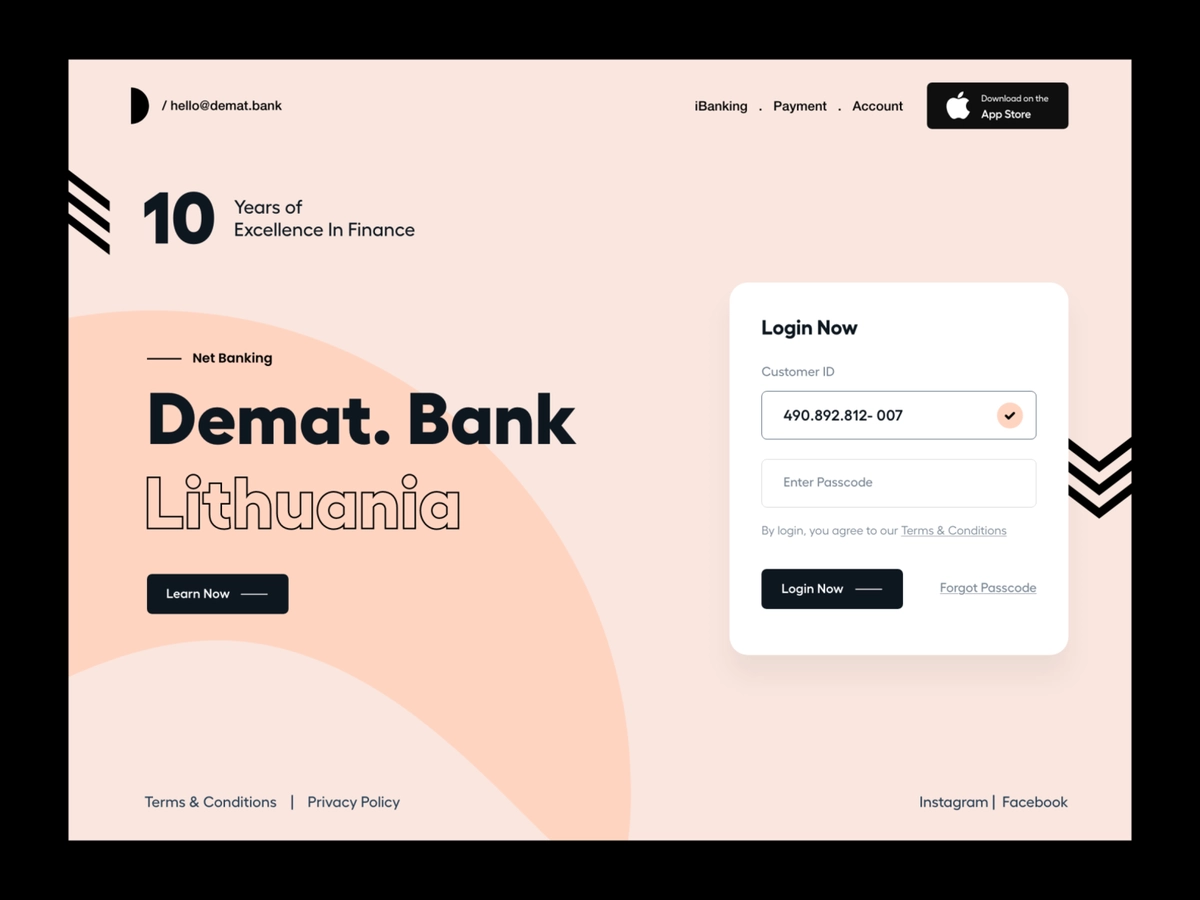 / hello@demat.bank
iBanking . Payment . Account
Download on the
App Store
10
Years of
Excellence In Finance
Net Banking
Demat. Bank
Lithuania
Learn Now
Login Now
Customer ID
490.892.812- 007
Enter Passcode
By login, you agree to our Terms & Conditions
Login Now
Forgot Passcode
Terms & Conditions | Privacy Policy
Instagram | Facebook